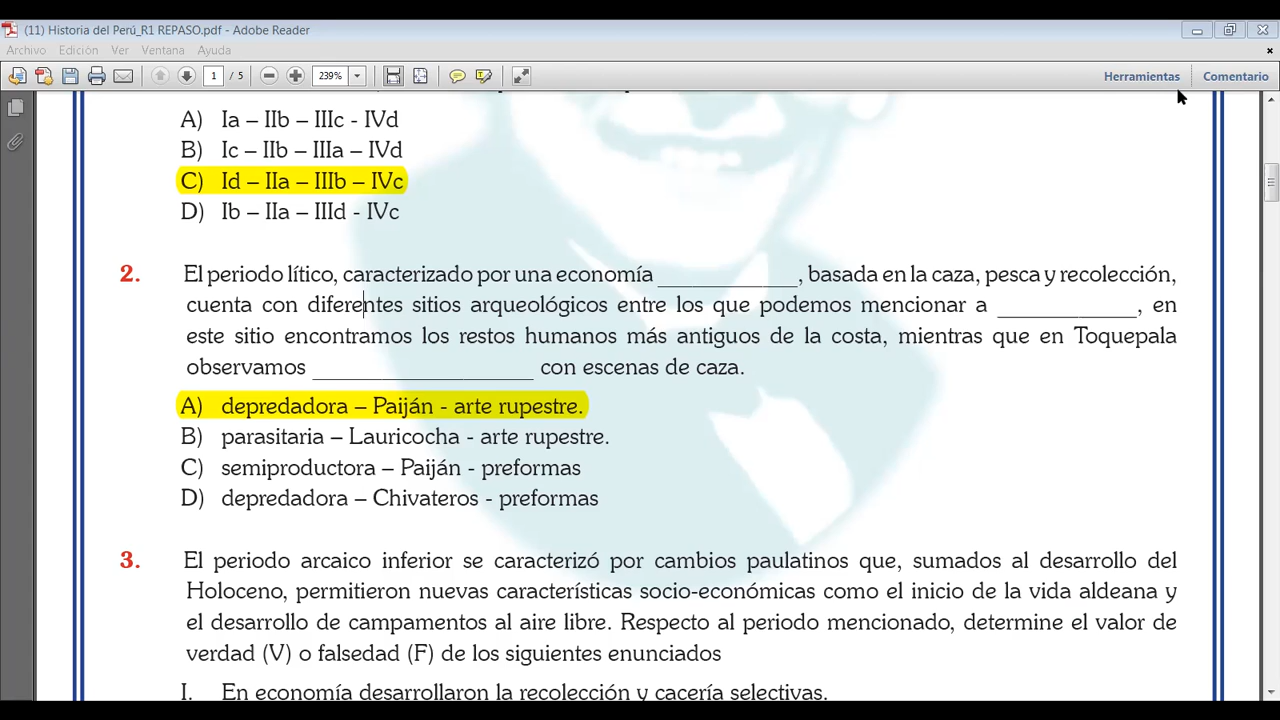 (11) Historia del Perú_R1 REPASO.pdf - Adobe Reader
Archivo Edición Ver Ventana Ayuda
1 / 5 239% Herramientas Comentario
A) Ia – IIb – IIIc - IVd
B) Ic – IIb – IIIa – IVd
C) Id – IIa – IIIb – IVc
D) Ib – IIa – IIId - IVc
2. El periodo lítico, caracterizado por una economía ____________, basada en la caza, pesca y recolección,
cuenta con diferentes sitios arqueológicos entre los que podemos mencionar a ____________, en
este sitio encontramos los restos humanos más antiguos de la costa, mientras que en Toquepala
observamos ___________________ con escenas de caza.
A) depredadora – Paiján - arte rupestre.
B) parasitaria – Lauricocha - arte rupestre.
C) semiproductora – Paiján - preformas
D) depredadora – Chivateros - preformas
3. El periodo arcaico inferior se caracterizó por cambios paulatinos que, sumados al desarrollo del
Holoceno, permitieron nuevas características socio-económicas como el inicio de la vida aldeana y
el desarrollo de campamentos al aire libre. Respecto al periodo mencionado, determine el valor de
verdad (V) o falsedad (F) de los siguientes enunciados
I. En economía desarrollaron la recolección y cacería selectivas.